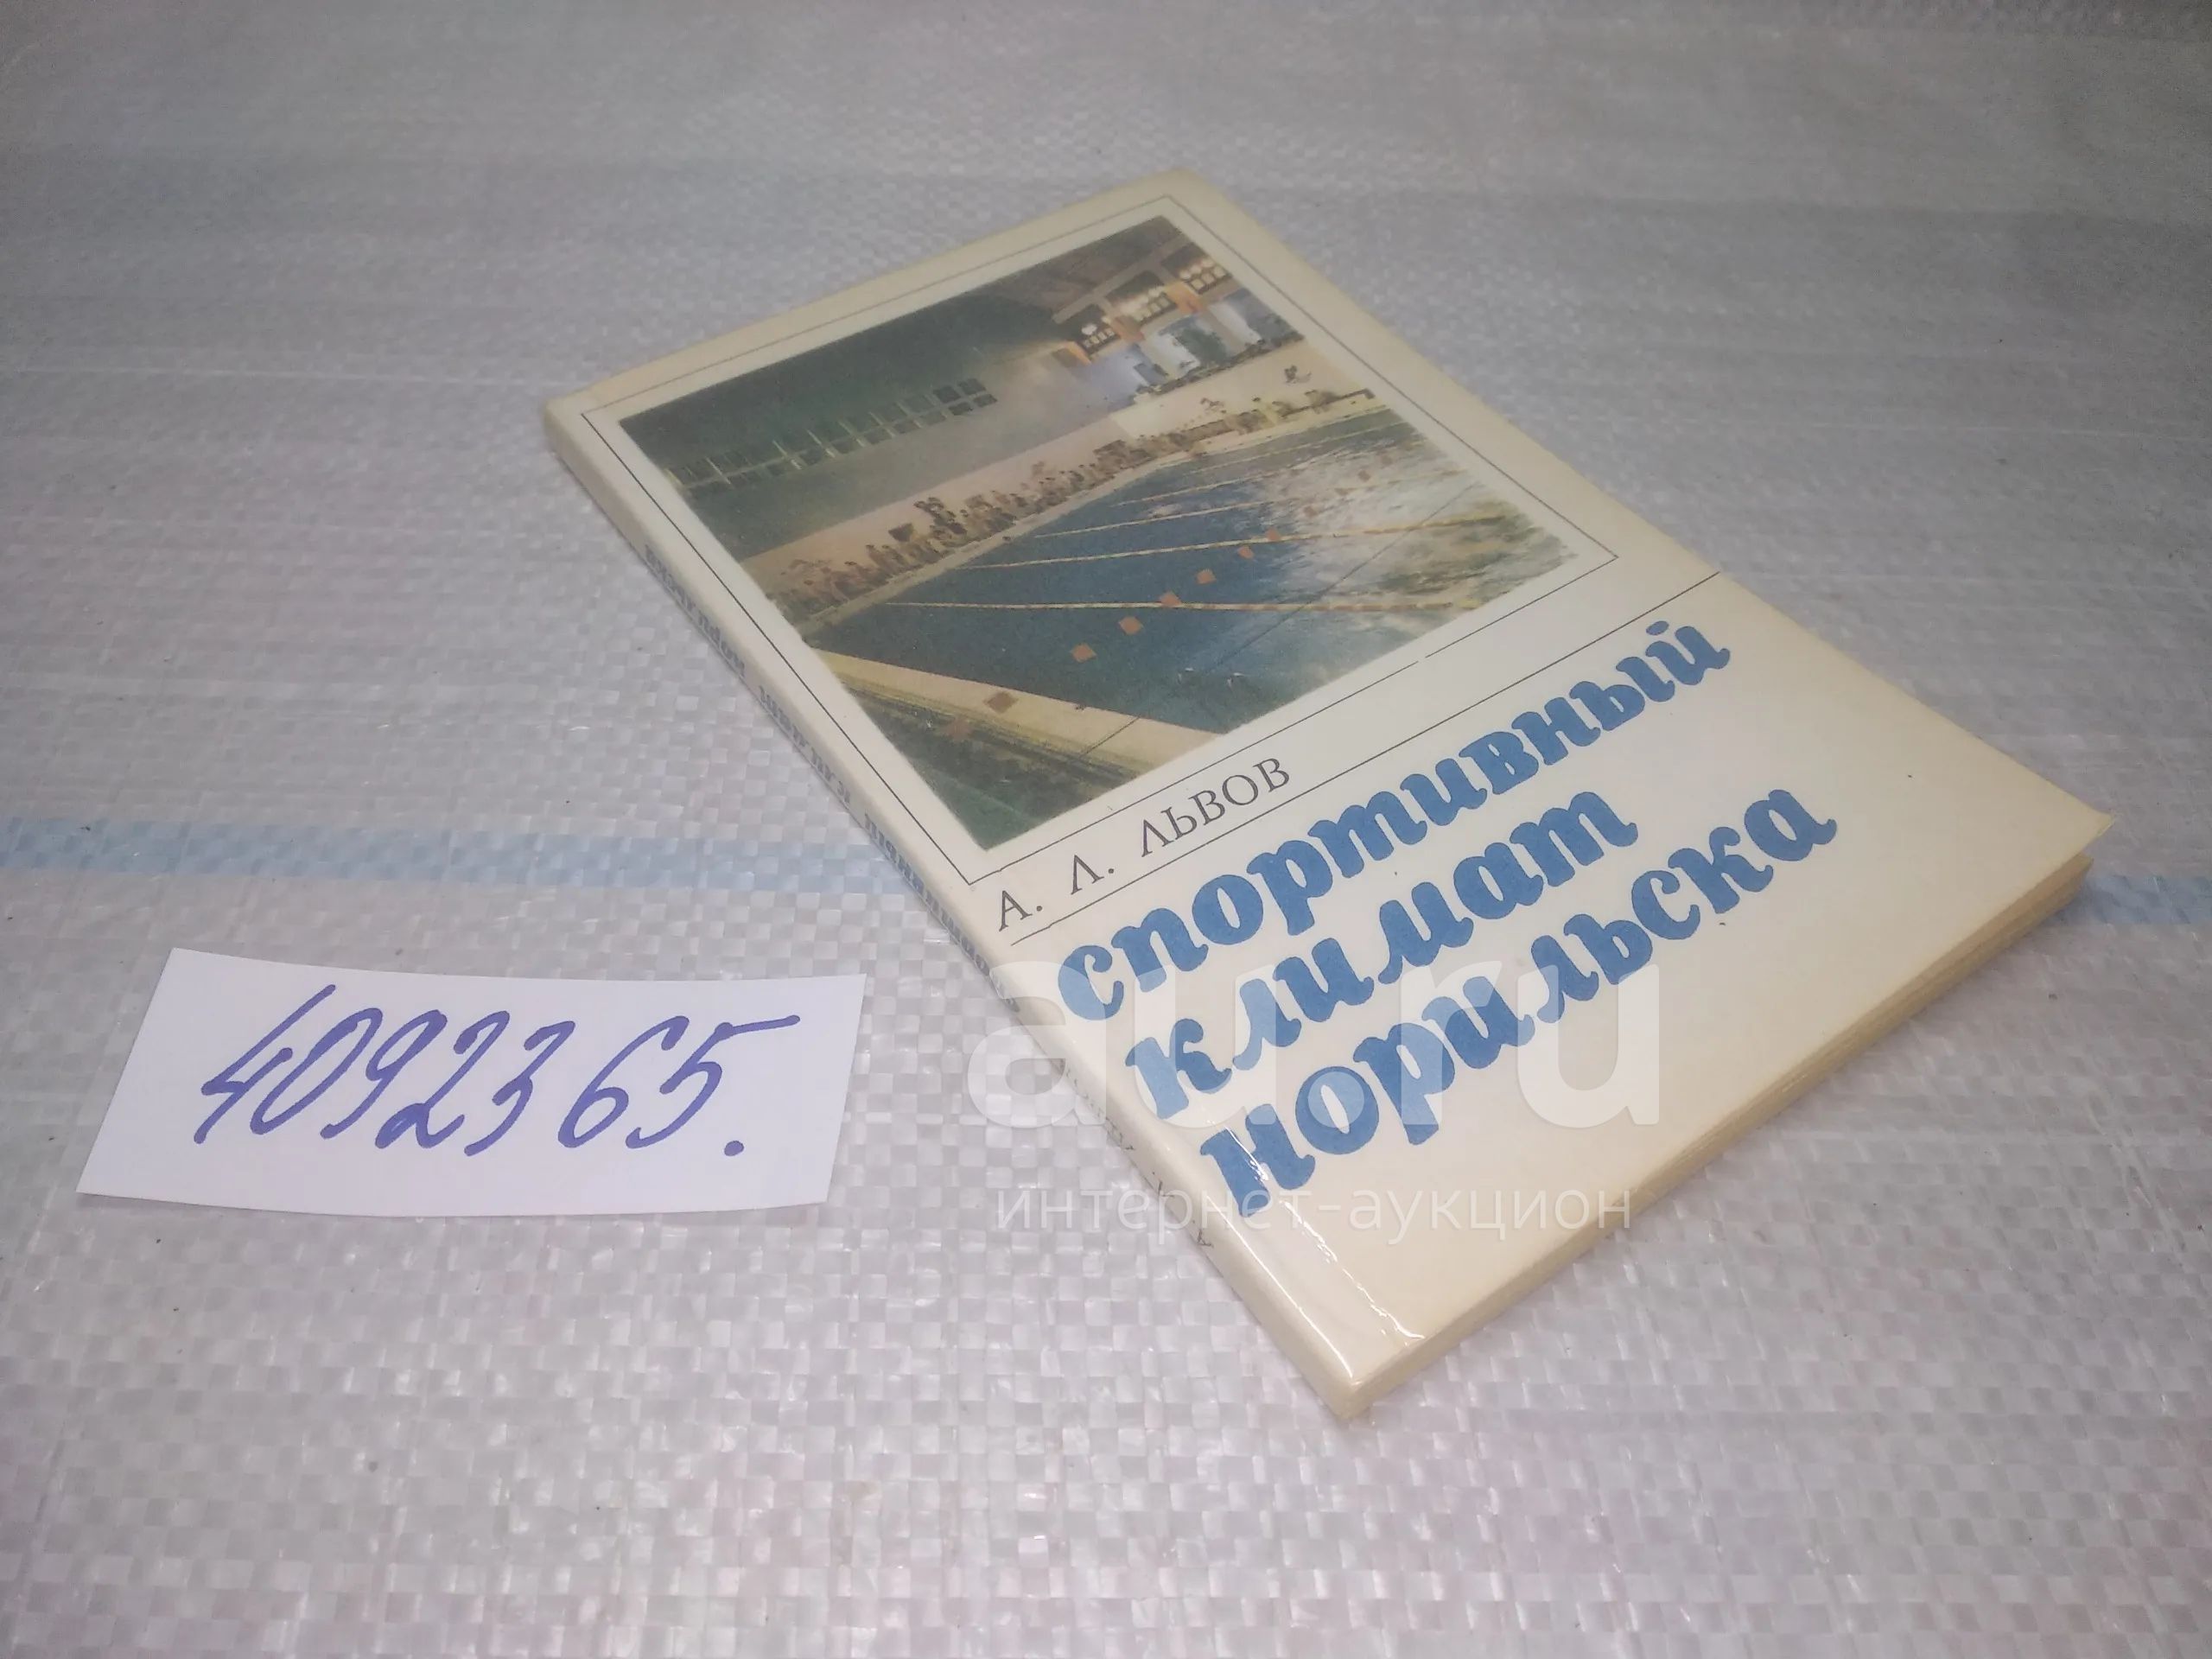 А. Л. ЛЬВОВ
спортивный
климат
норильска
4092365.
au.ru
интернет-аукцион